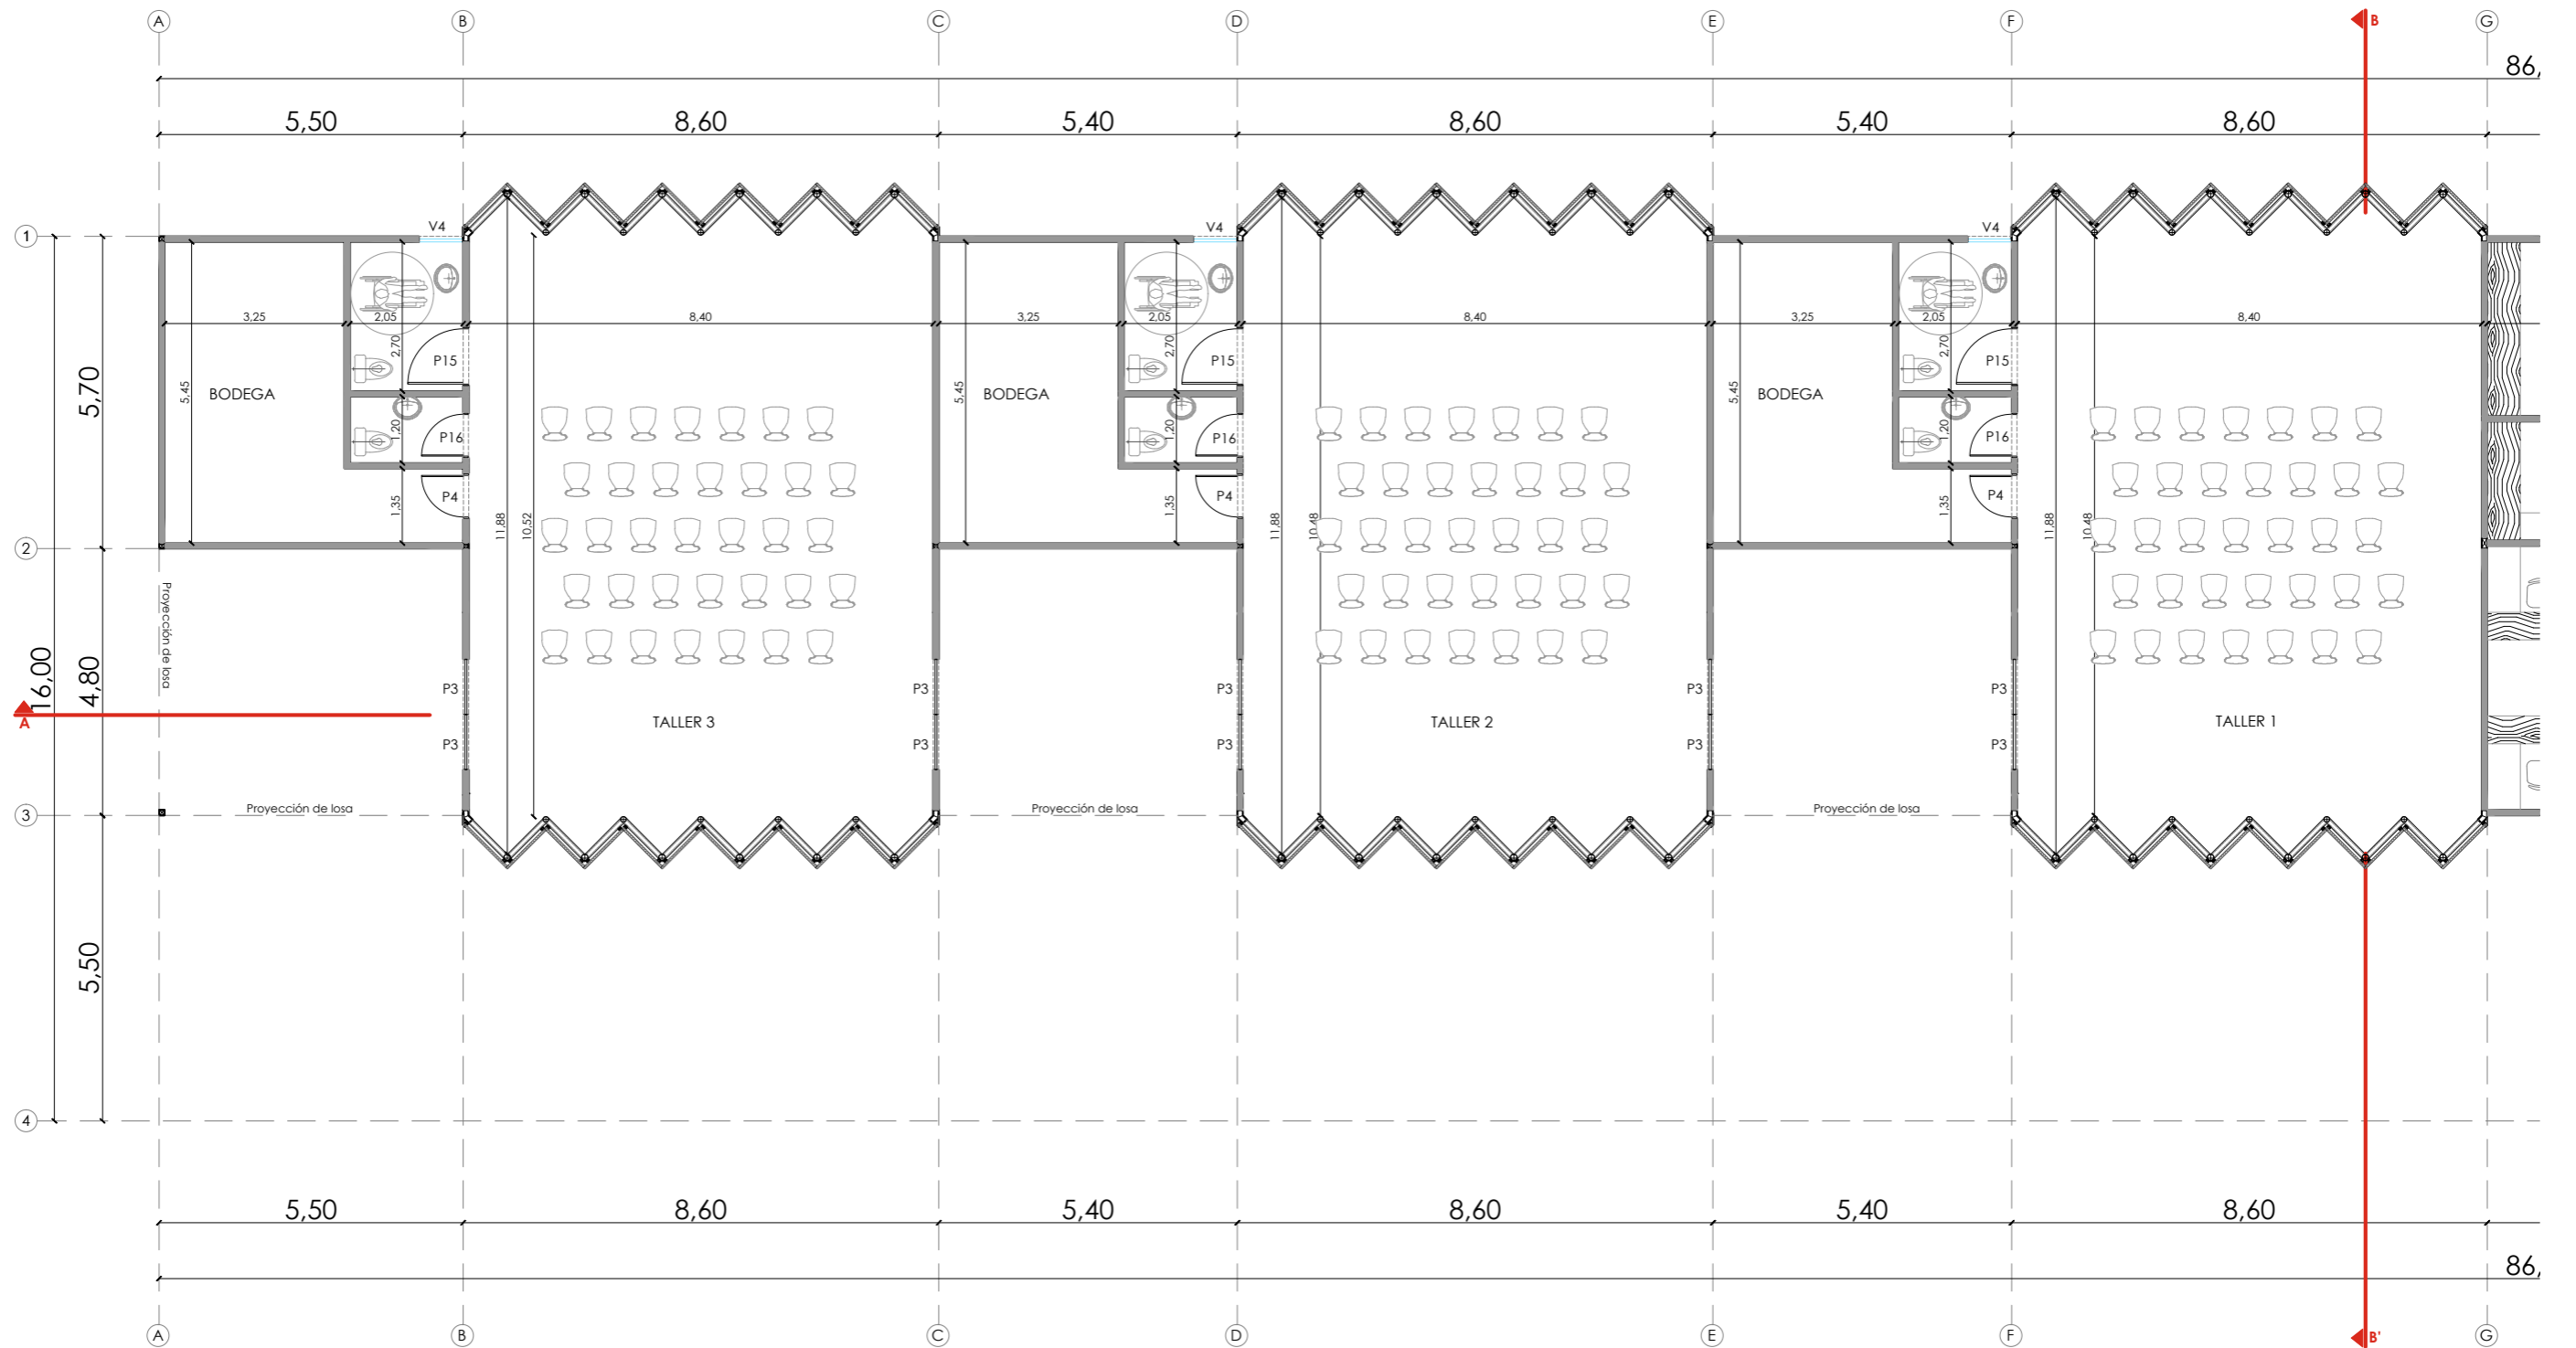 A B C D E F B G
86,
5,50 8,60 5,40 8,60 5,40 8,60
V4 V4 V4
1
3,25 2,05 8,40 3,25 2,05 8,40 3,25 2,05 8,40
2,70 2,70 2,70
P15 P15 P15
5,70
5,45 BODEGA 5,45 BODEGA 5,45 BODEGA
1,20 P16 1,20 P16 1,20 P16
P4 P4 P4
1,35 1,35 1,35
11,88 10,52 11,88 10,48 11,88 10,48
2
Proyección de losa
16,00 4,80
P3 P3 P3 P3 P3
A
TALLER 3 TALLER 2 TALLER 1
P3 P3 P3 P3 P3
Proyección de losa Proyección de losa Proyección de losa
3
5,50
4
5,50 8,60 5,40 8,60 5,40 8,60
86,
A B C D E F B' G